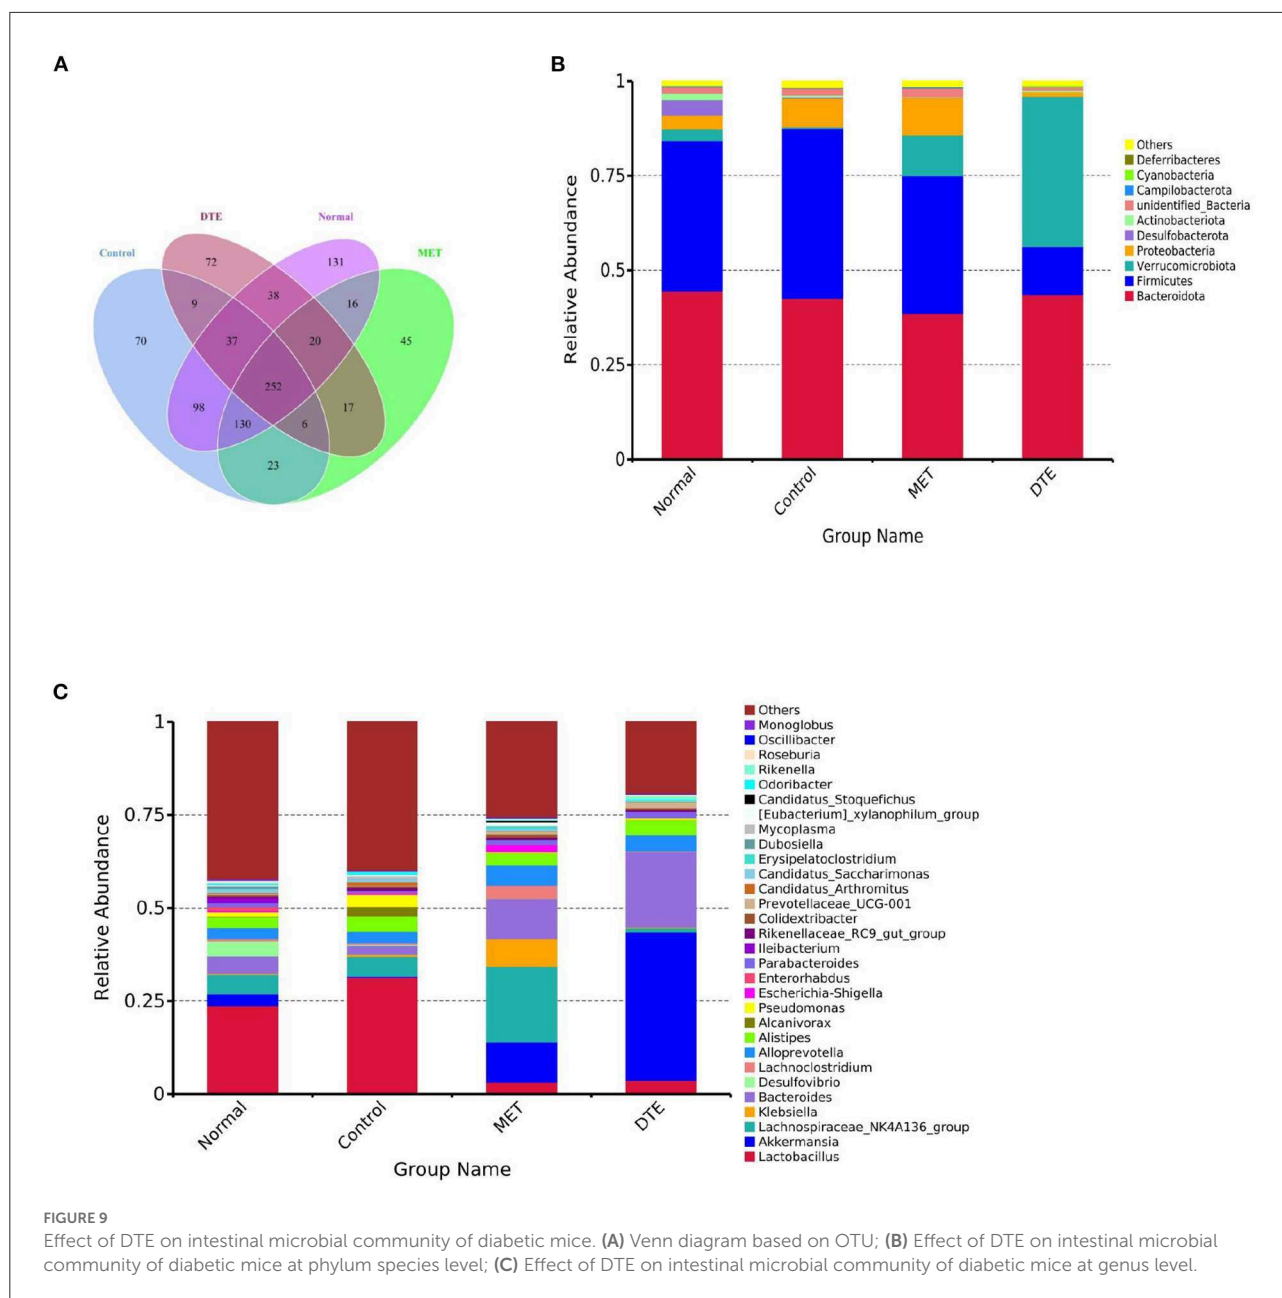 A
DTE
Normal
Control
MET
72
131
9
38
16
70
37
20
45
252
98
130
6
17
23
B
Relative Abundance
1
0.75
0.5
0.25
0
Normal
Control
MET
DTE
Group Name
Others
Deferribacteres
Cyanobacteria
Campilobacterota
unidentified_Bacteria
Actinobacteriota
Desulfobacterota
Proteobacteria
Verrucomicrobiota
Firmicutes
Bacteroidota
C
Relative Abundance
1
0.75
0.5
0.25
0
Normal
Control
MET
DTE
Group Name
Others
Monoglobus
Oscillibacter
Roseburia
Rikenella
Odoribacter
Candidatus_Stoquefichus
[Eubacterium]_xylanophilum_group
Mycoplasma
Dubosiella
Erysipelatoclostridium
Candidatus_Saccharimonas
Candidatus_Arthromitus
Prevotellaceae_UCG-001
Colidextribacter
Rikenellaceae_RC9_gut_group
Ileibacterium
Parabacteroides
Enterorhabdus
Escherichia-Shigella
Pseudomonas
Alcanivorax
Alistipes
Alloprevotella
Lachnoclostridium
Desulfovibrio
Bacteroides
Klebsiella
Lachnospiraceae_NK4A136_group
Akkermansia
Lactobacillus
FIGURE 9
Effect of DTE on intestinal microbial community of diabetic mice. (A) Venn diagram based on OTU; (B) Effect of DTE on intestinal microbial
community of diabetic mice at phylum species level; (C) Effect of DTE on intestinal microbial community of diabetic mice at genus level.